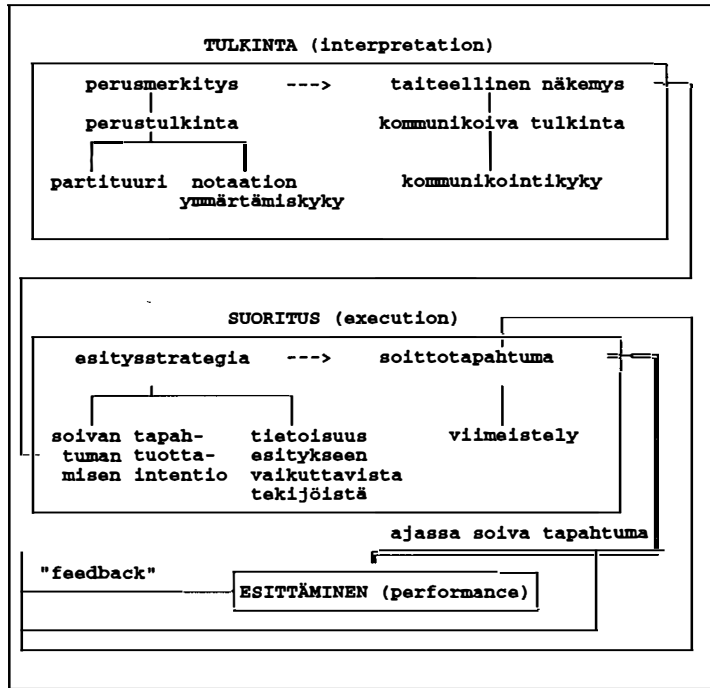 TULKINTA (interpretation)
perusmerkitys ---> taiteellinen näkemys
perustulkinta kommunikoiva tulkinta
partituuri notaation kommunikointikyky
ymmärtämiskyky
SUORITUS (execution)
esitysstrategia ---> soittotapahtuma
soivan tapah- tietoisuus viimeistely
tuman tuotta- esitykseen
misen intentio vaikuttavista
tekijöistä
ajassa soiva tapahtuma
"feedback"
ESITTÄMINEN (performance)